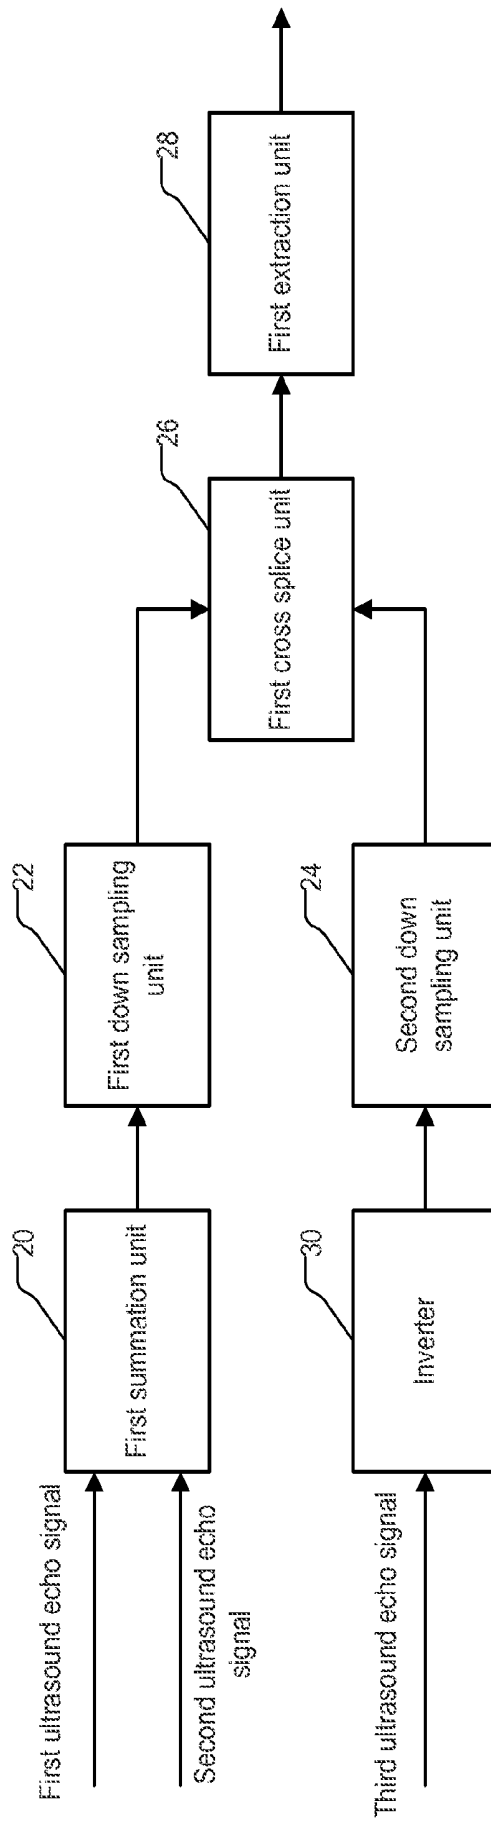 First ultrasound echo signal
Second ultrasound echo
signal
20
First summation unit
22
First down sampling
unit
Third ultrasound echo signal
30
Inverter
24
Second down
sampling unit
26
First cross splice unit
28
First extraction unit